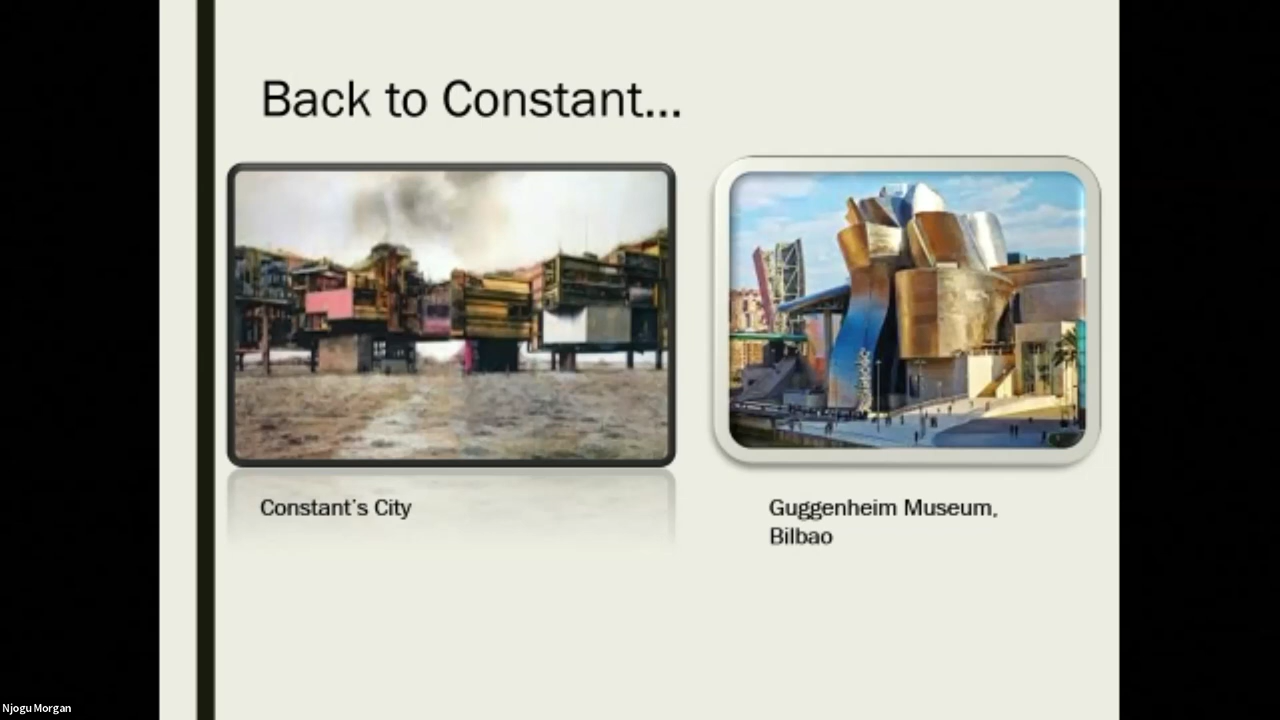 Back to Constant...
Constant's City
Guggenheim Museum,
Bilbao
Njogu Morgan